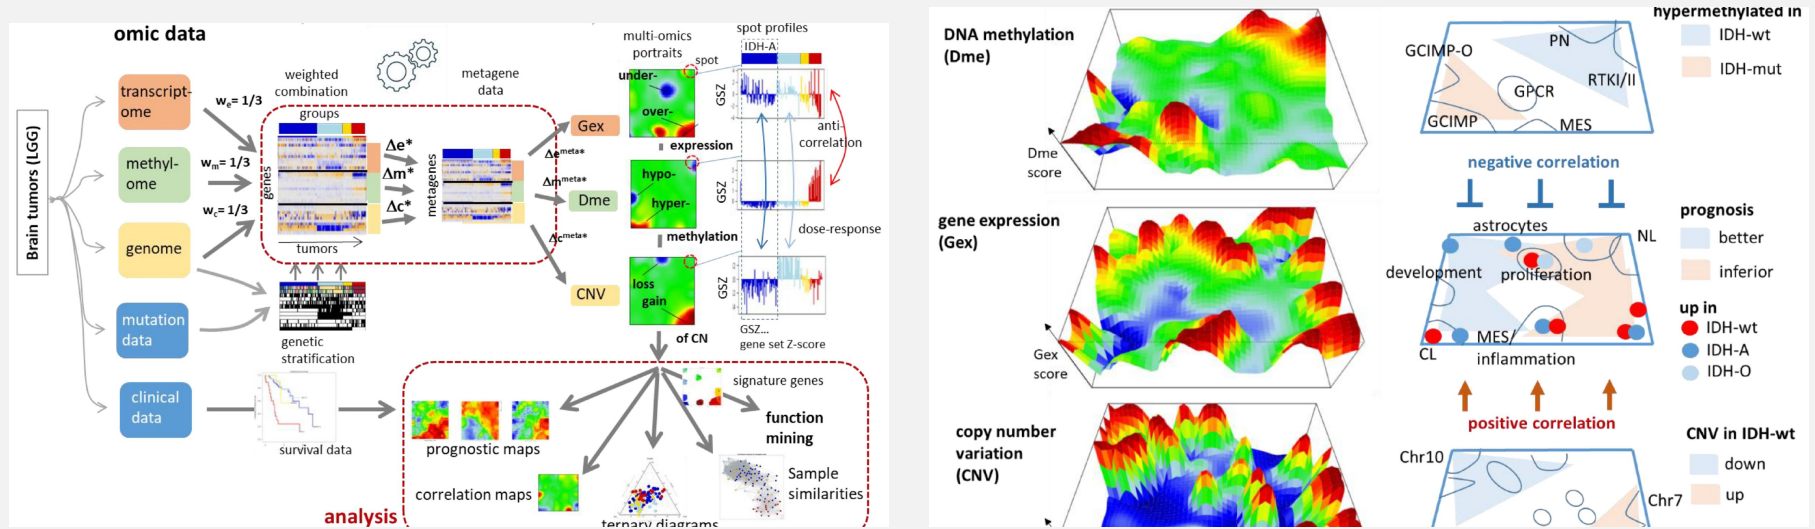 omic data
Brain tumors (LGG)
transcript-
ome
methyl-
ome
genome
mutation
data
clinical
data
wₑ= 1/3
wₘ= 1/3
w꜀= 1/3
weighted
combination
groups
genes
tumors
genetic
stratification
survival data
Δe*
Δm*
Δc*
metagene
data
metagenes
Δeᵐᵉᵗᵃ*
Δmᵐᵉᵗᵃ*
Δcᵐᵉᵗᵃ*
Gex
Dme
CNV
multi-omics
portraits
spot
under-
over-
expression
hypo-
hyper-
methylation
loss
gain
of CN
spot profiles
IDH-A
GSZ
GSZ
GSZ
anti-
correlation
dose-response
GSZ...
gene set Z-score
signature genes
function
mining
prognostic maps
correlation maps
ternary diagrams
Sample
similarities
analysis
DNA methylation
(Dme)
Dme
score
gene expression
(Gex)
Gex
score
copy number
variation
(CNV)
hypermethylated in
IDH-wt
IDH-mut
GCIMP-O
PN
RTKI/II
GPCR
GCIMP
MES
negative correlation
astrocytes
NL
development
proliferation
CL
MES/
inflammation
prognosis
better
inferior
up in
IDH-wt
IDH-A
IDH-O
positive correlation
CNV in IDH-wt
down
up
Chr10
Chr7